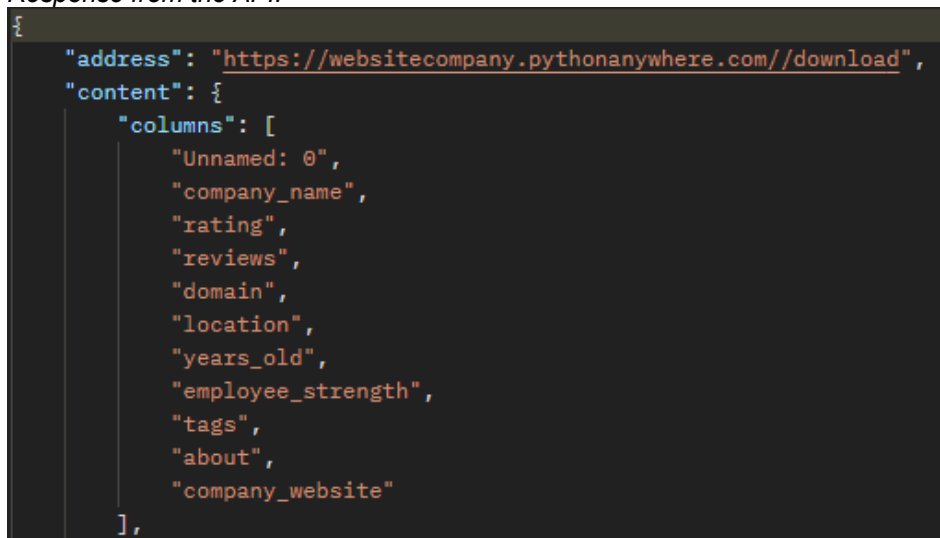 Response from the API:
{
"address": "https://websitecompany.pythonanywhere.com//download",
"content": {
"columns": [
"Unnamed: 0",
"company_name",
"rating",
"reviews",
"domain",
"location",
"years_old",
"employee_strength",
"tags",
"about",
"company_website"
],